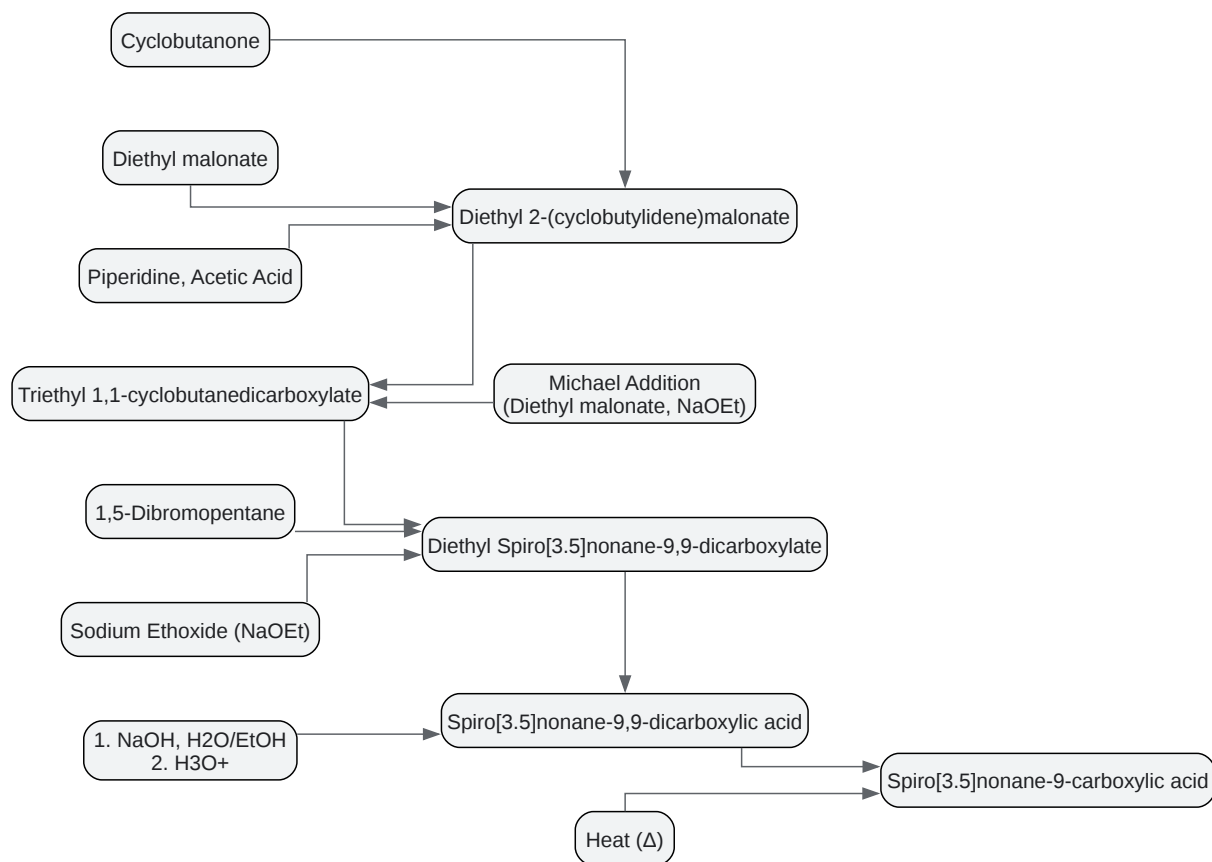 Cyclobutanone
Diethyl malonate
Diethyl 2-(cyclobutylidene)malonate
Piperidine, Acetic Acid
Triethyl 1,1-cyclobutanedicarboxylate
Michael Addition
(Diethyl malonate, NaOEt)
1,5-Dibromopentane
Diethyl Spiro[3.5]nonane-9,9-dicarboxylate
Sodium Ethoxide (NaOEt)
Spiro[3.5]nonane-9,9-dicarboxylic acid
1. NaOH, H2O/EtOH
2. H3O+
Spiro[3.5]nonane-9-carboxylic acid
Heat (Δ)